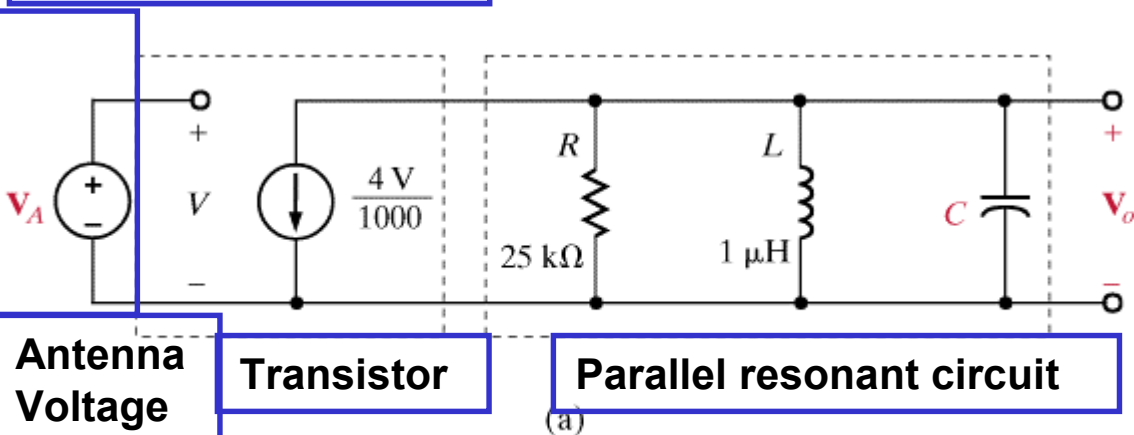 +
R
L
+
V_A
+
−
V
4 V
1000
C
V_o
25 kΩ
1 μH
−
−
Antenna
Voltage
Transistor
Parallel resonant circuit
(a)